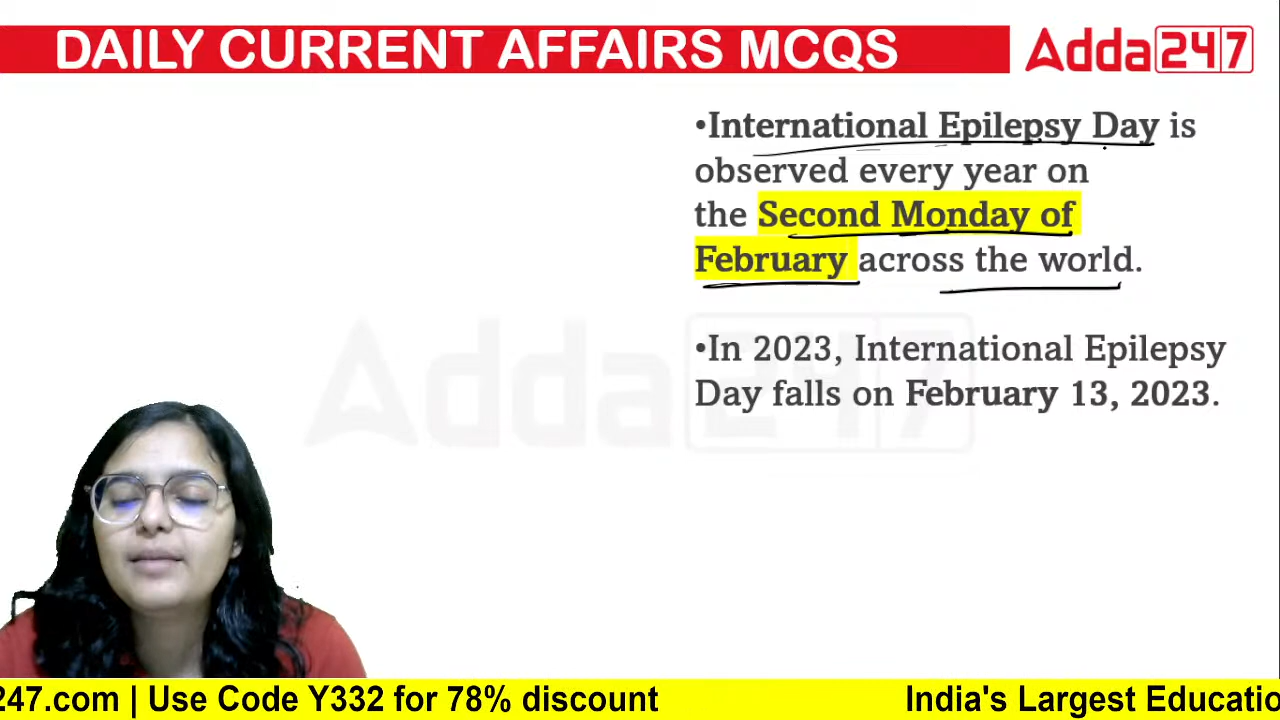 DAILY CURRENT AFFAIRS MCQS
Adda247
•International Epilepsy Day is
observed every year on
the Second Monday of
February across the world.
•In 2023, International Epilepsy
Day falls on February 13, 2023.
Adda247
247.com | Use Code Y332 for 78% discount
India's Largest Educatio